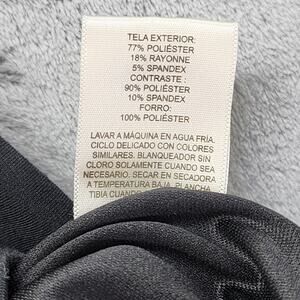 TELA EXTERIOR:
77% POLIÉSTER
18% RAYONNE
5% SPANDEX
CONTRASTE:
90% POLIÉSTER
10% SPANDEX
FORRO:
100% POLIÉSTER
LAVAR A MÁQUINA EN AGUA FRÍA.
CICLO DELICADO CON COLORES
SIMILARES. BLANQUEADOR SIN
CLORO SOLAMENTE CUANDO SEA
NECESARIO. SECAR EN SECADORA
A TEMPERATURA BAJA. PLANCHA
TIBIA CUANDO